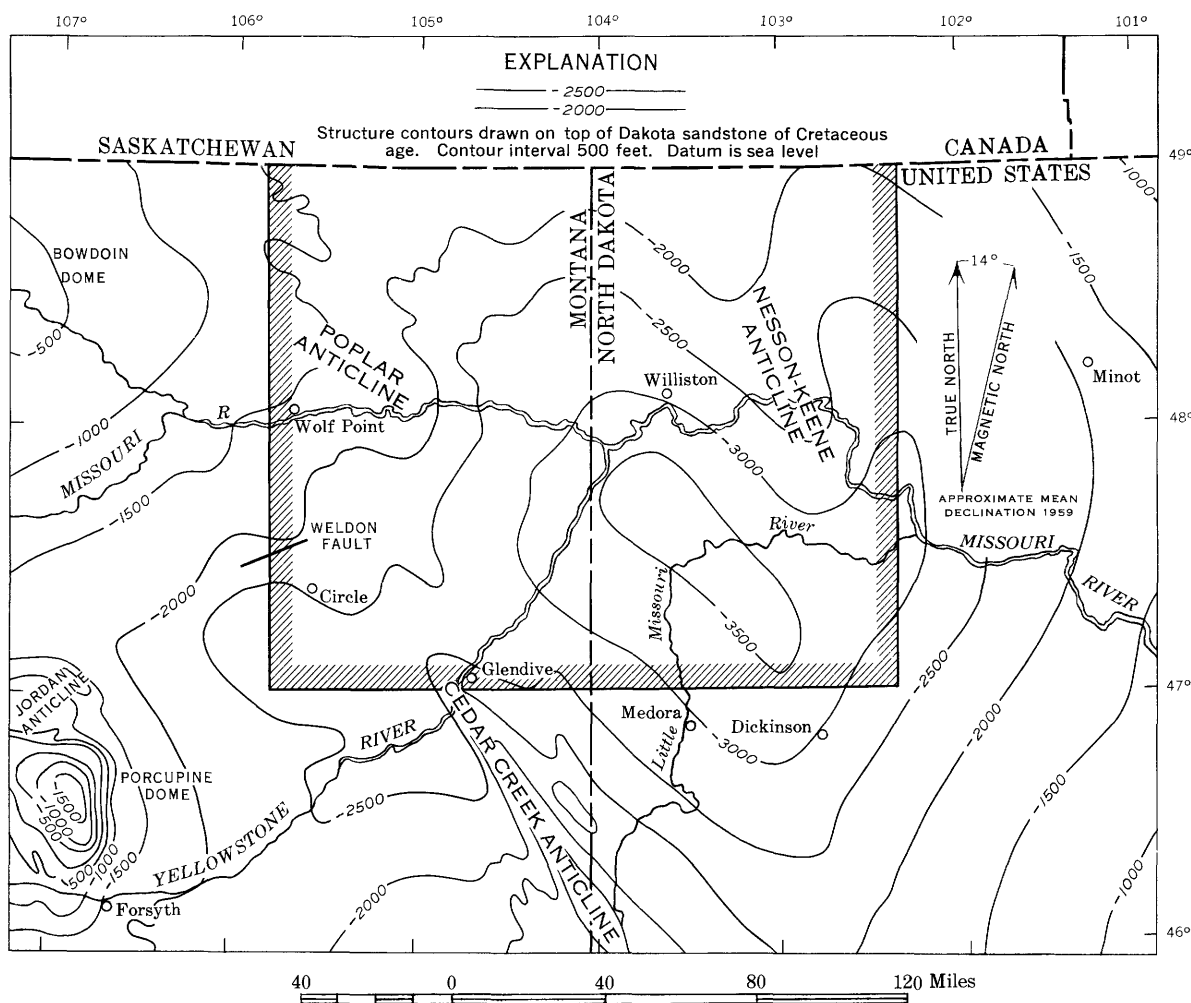 107° 106° 105° 104° 103° 102° 101°
EXPLANATION
-2500
-2000
Structure contours drawn on top of Dakota sandstone of Cretaceous
age. Contour interval 500 feet. Datum is sea level
SASKATCHEWAN
CANADA
49°
UNITED STATES
-1000
MONTANA
NORTH DAKOTA
BOWDOIN
DOME
-2000
-1500
14°
-500
POPLAR
ANTICLINE
-2500
NESSON-KEENE
ANTICLINE
TRUE NORTH
MAGNETIC NORTH
Williston
Minot
R
Wolf Point
48°
-1000
MISSOURI
-3000
-1500
APPROXIMATE MEAN
DECLINATION 1959
WELDON
FAULT
River
MISSOURI
RIVER
Circle
-2000
Missouri
-3500
-2500
Glendive
47°
JORDAN
ANTICLINE
CEDAR CREEK ANTICLINE
Medora
Dickinson
RIVER
Little
-3000
-2000
PORCUPINE
DOME
-1500
-1000
-500
-2500
-1500
YELLOWSTONE
500
-1000
-1500
-1000
Forsyth
-2000
46°
40 0 40 80 120 Miles